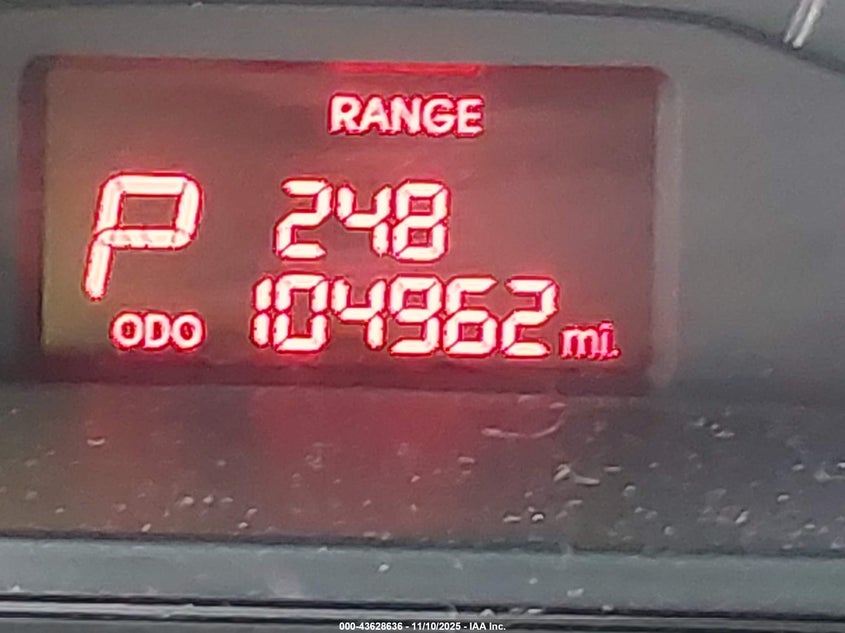 RANGE
P 248
ODO 104962 mi.
000-43628636 - 11/10/2025 - IAA Inc.